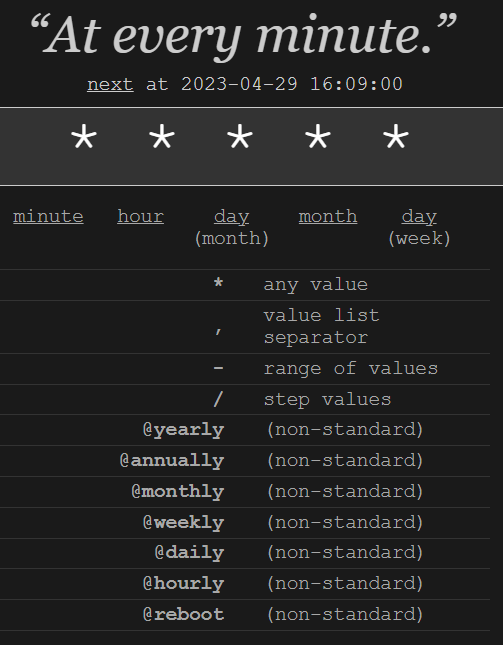 “At every minute.”
next at 2023-04-29 16:09:00
* * * * *
minute hour day month day
(month) (week)
* any value
, value list
separator
- range of values
/ step values
@yearly (non-standard)
@annually (non-standard)
@monthly (non-standard)
@weekly (non-standard)
@daily (non-standard)
@hourly (non-standard)
@reboot (non-standard)